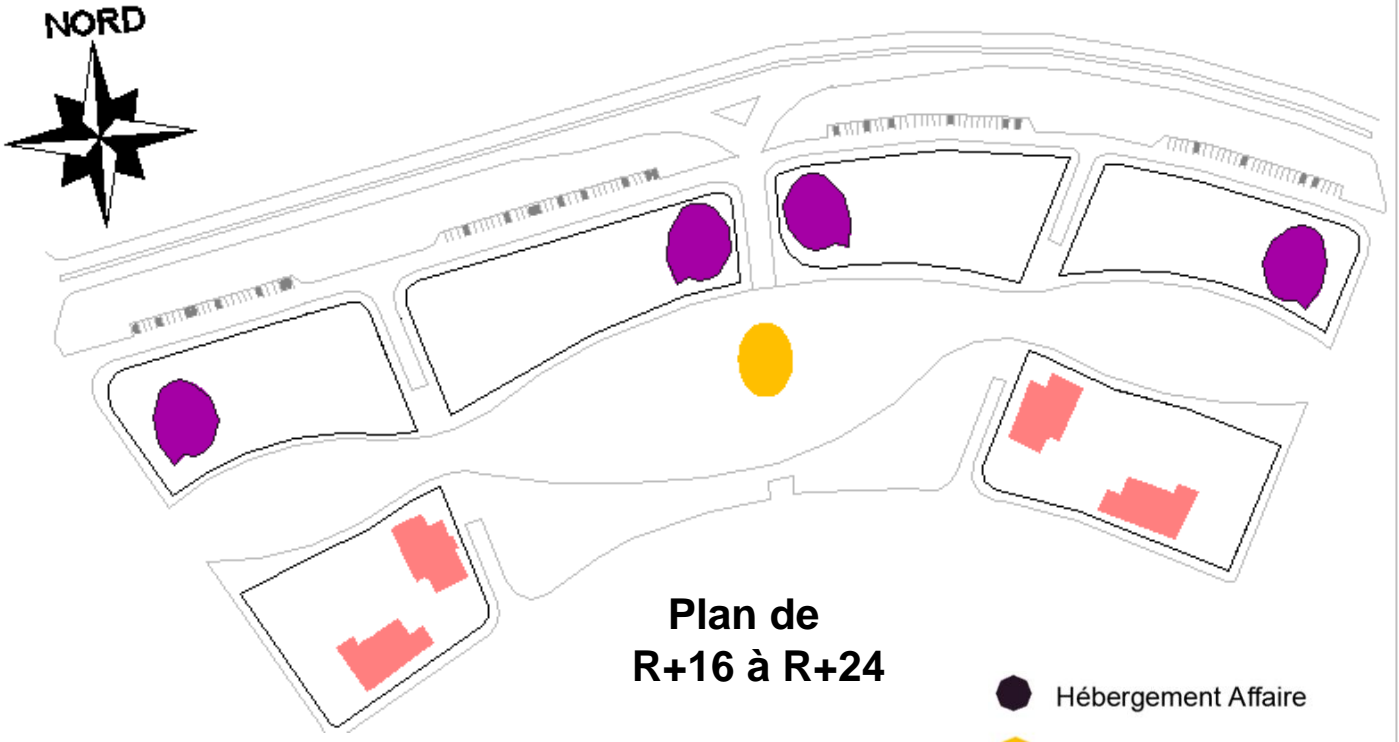 NORD
Plan de
R+16 à R+24
Hébergement Affaire